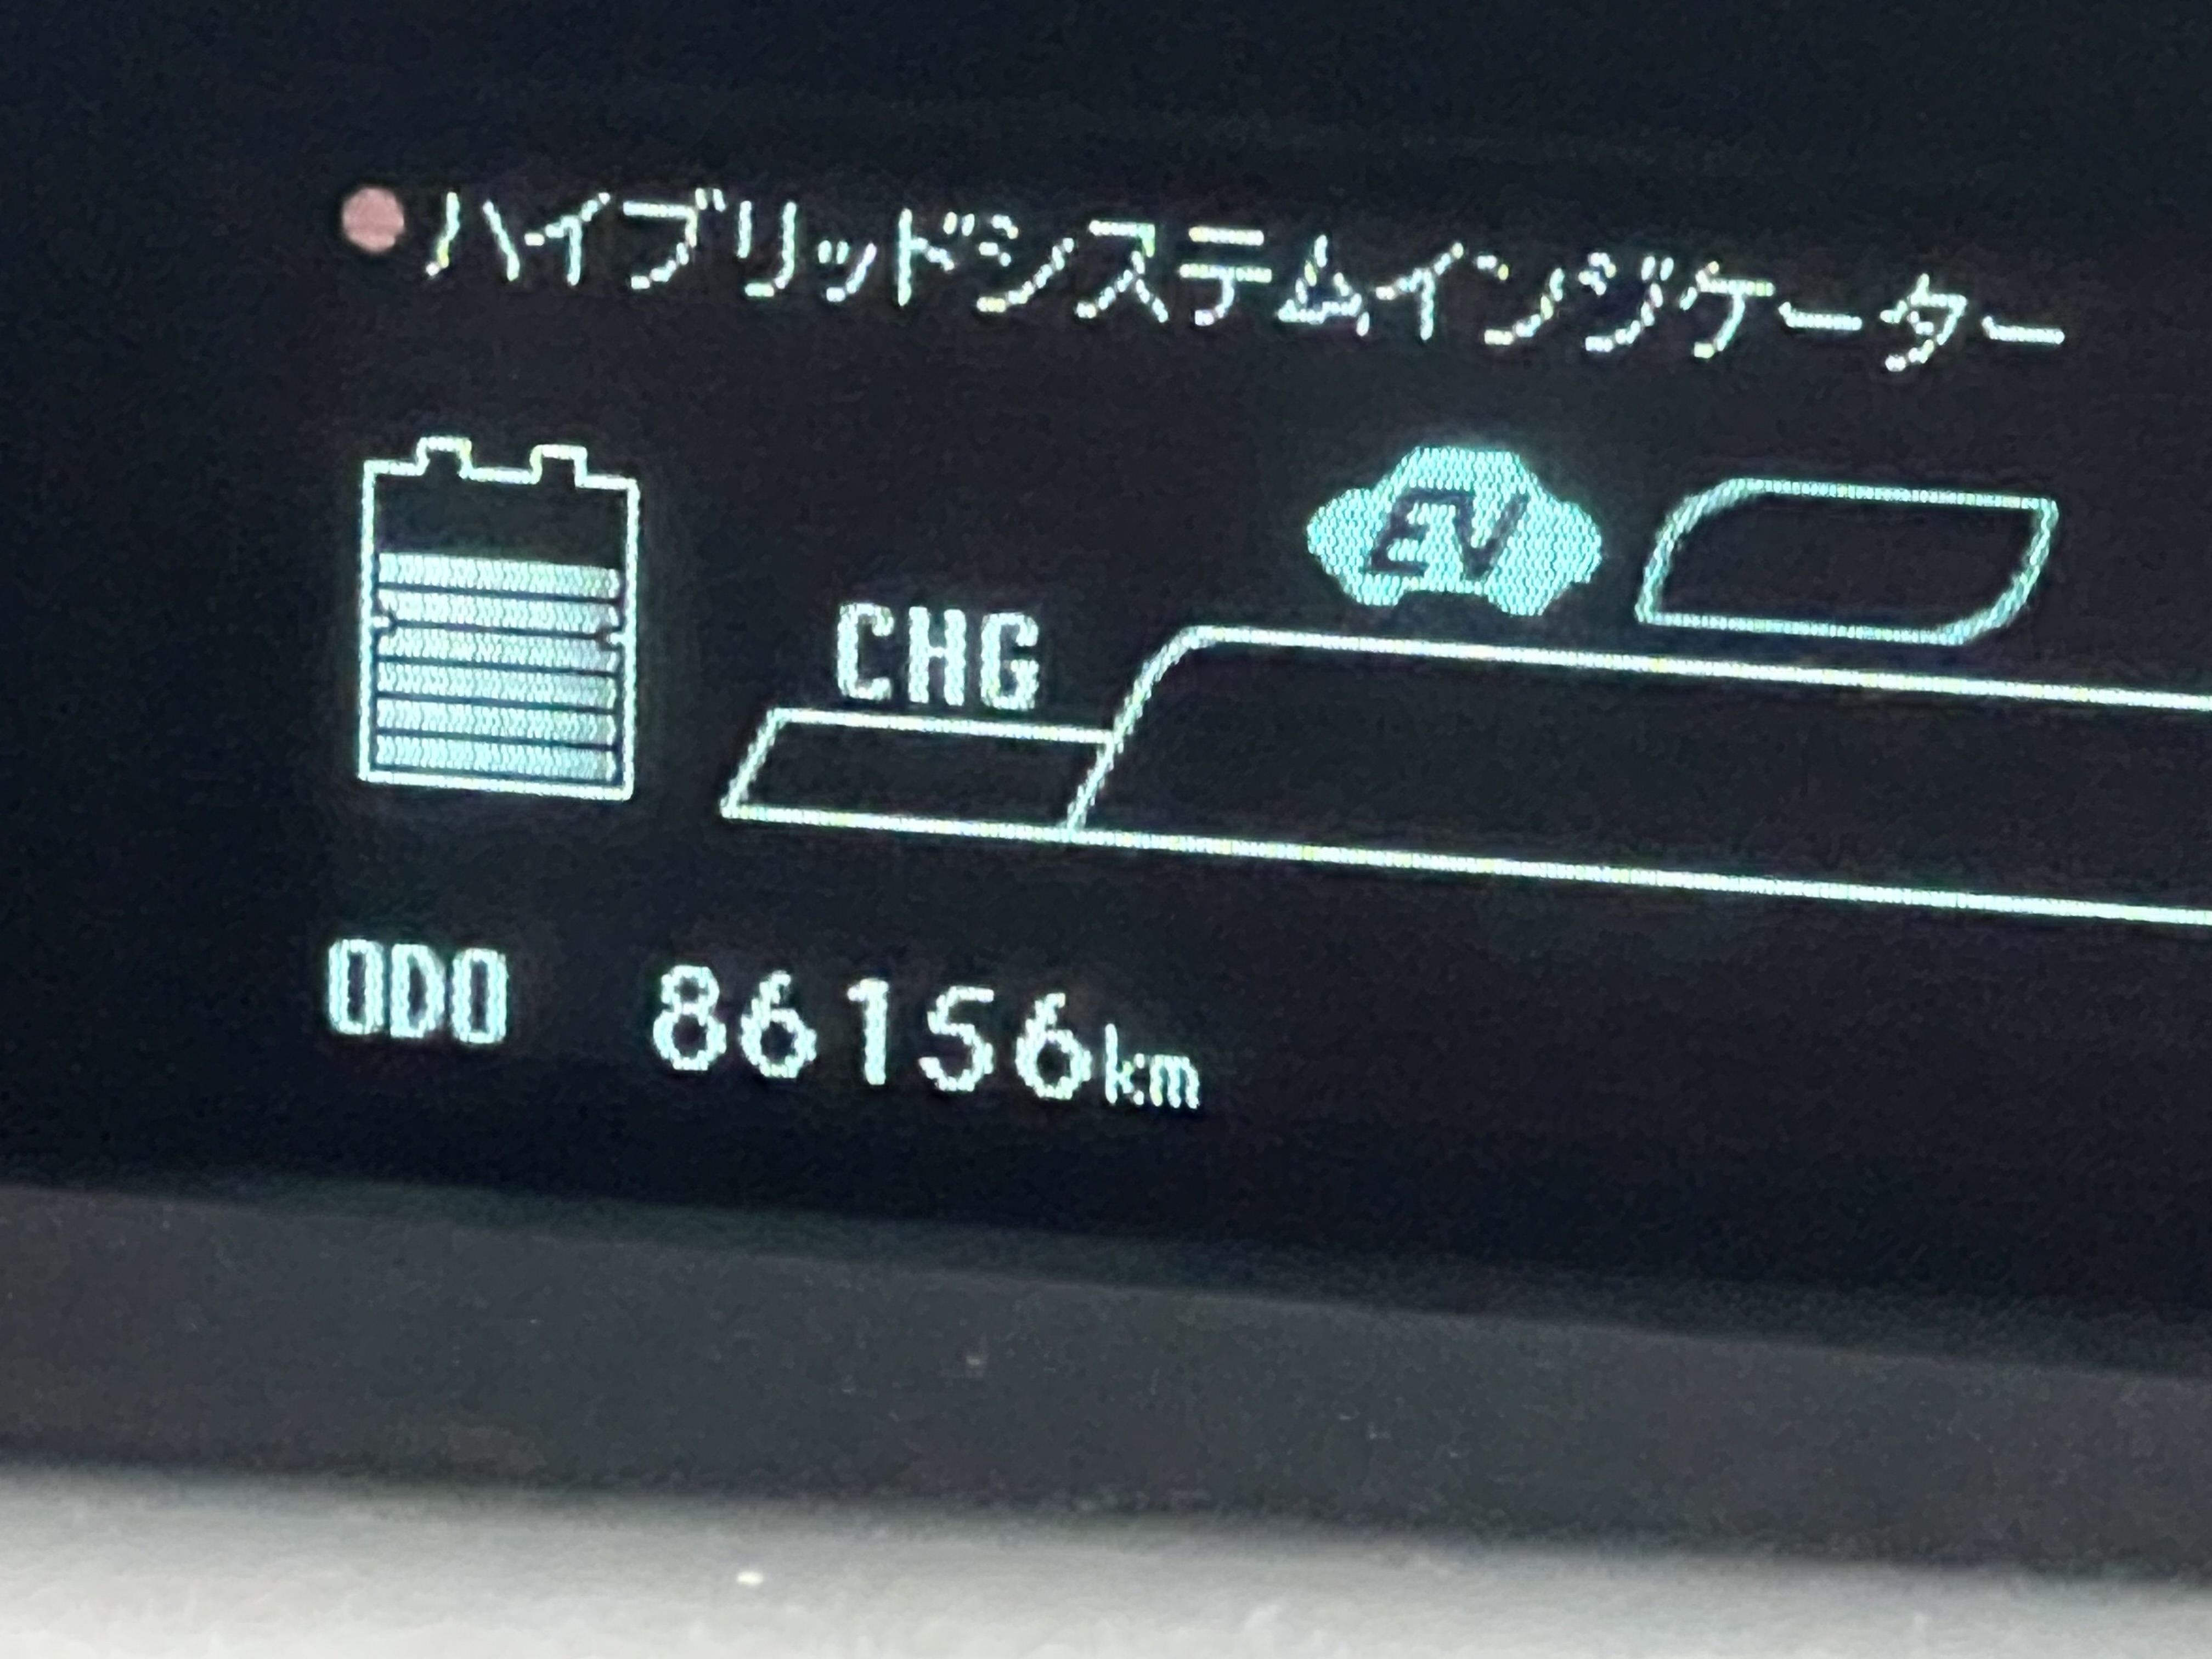 ハイブリッドシステムインジケーター
EV
CHG
ODO 86156km